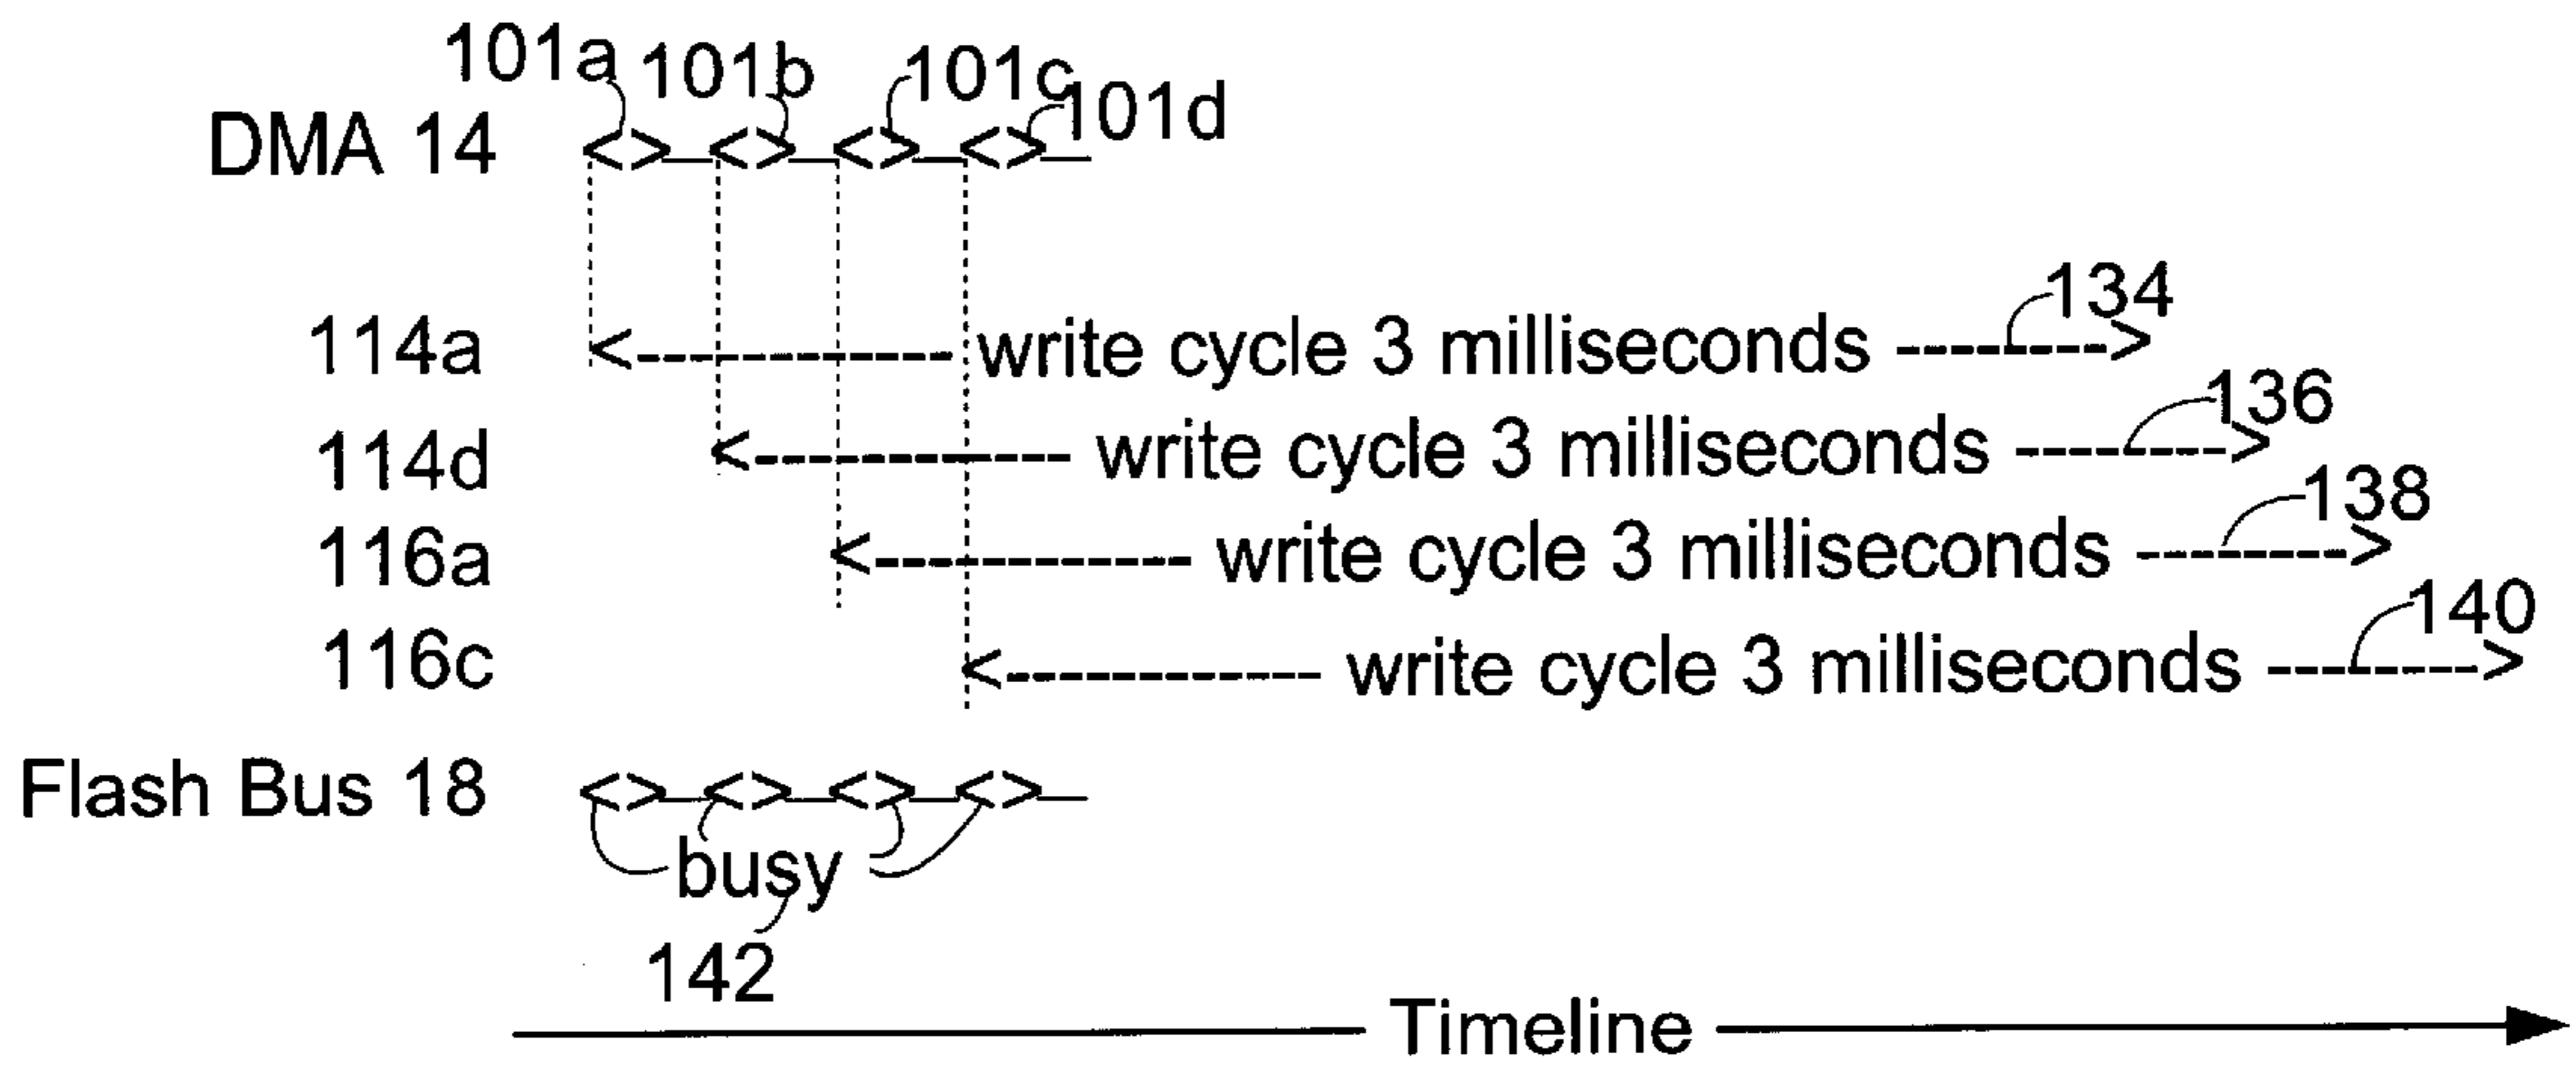 101a 101b 101c 101d
DMA 14 <> <> <> <>
134
114a <------------ write cycle 3 milliseconds -------->
136
114d <------------ write cycle 3 milliseconds -------->
138
116a <------------ write cycle 3 milliseconds -------->
140
116c <------------ write cycle 3 milliseconds -------->
Flash Bus 18 <> <> <> <>
busy
142
Timeline